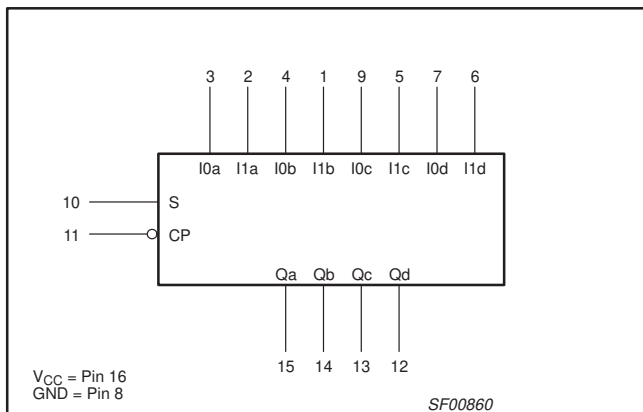 3 2 4 1 9 5 7 6
I0a I1a I0b I1b I0c I1c I0d I1d
10 S
11 CP
Qa Qb Qc Qd
15 14 13 12
VCC = Pin 16
GND = Pin 8
SF00860